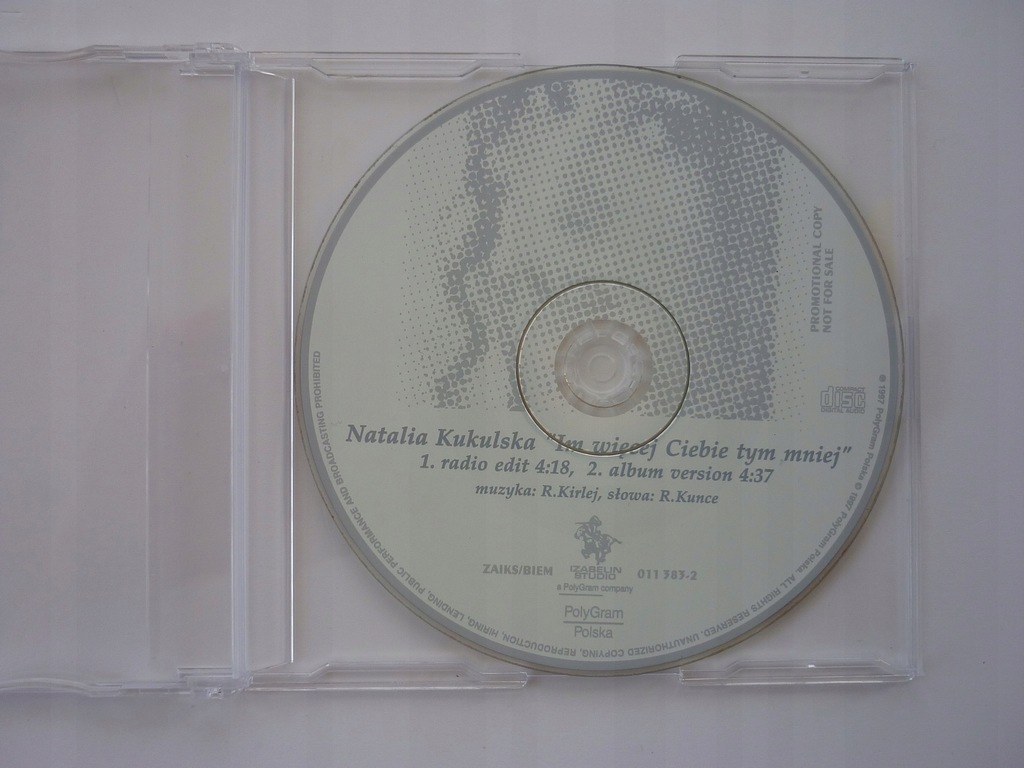 PROMOTIONAL COPY
NOT FOR SALE
COMPACT
disc
DIGITAL AUDIO
Natalia Kukulska "Im więcej Ciebie tym mniej"
1. radio edit 4:18, 2. album version 4:37
muzyka: R.Kirlej, słowa: R.Kunce
ZAIKS/BIEM
IZABELIN
STUDIO
011 383-2
a PolyGram company
PolyGram
Polska
℗ 1997 PolyGram Polska © 1997 PolyGram Polska. ALL RIGHTS RESERVED. UNAUTHORIZED COPYING, REPRODUCTION, HIRING, LENDING, PUBLIC PERFORMANCE AND BROADCASTING PROHIBITED